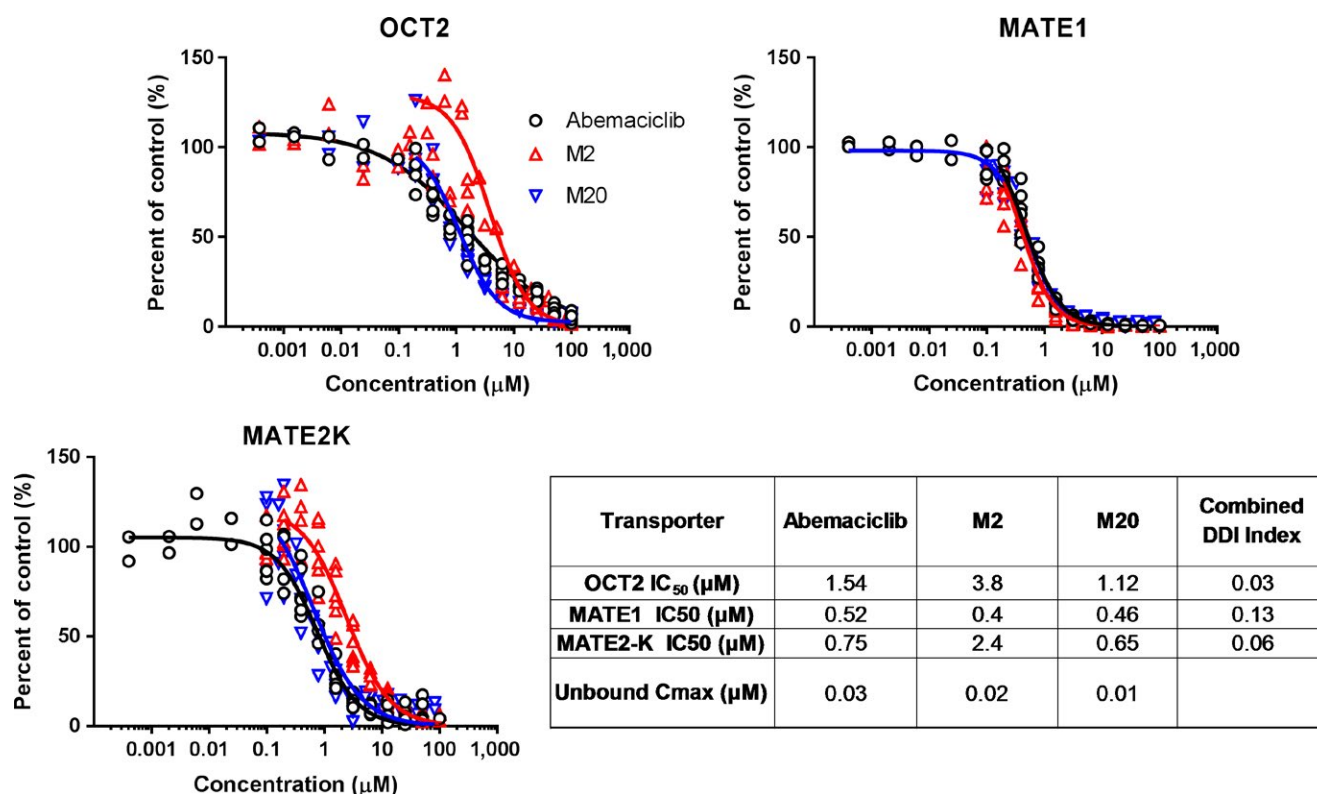 OCT2
Percent of control (%)
150
100
50
0
0.001 0.01 0.1 1 10 100 1,000
Concentration (μM)
Abemaciclib
M2
M20
MATE1
Percent of control (%)
150
100
50
0
0.001 0.01 0.1 1 10 100 1,000
Concentration (μM)
MATE2K
Percent of control (%)
150
100
50
0
0.001 0.01 0.1 1 10 100 1,000
Concentration (μM)
Transporter Abemaciclib M2 M20 Combined DDI Index
OCT2 IC50 (μM) 1.54 3.8 1.12 0.03
MATE1 IC50 (μM) 0.52 0.4 0.46 0.13
MATE2-K IC50 (μM) 0.75 2.4 0.65 0.06
Unbound Cmax (μM) 0.03 0.02 0.01